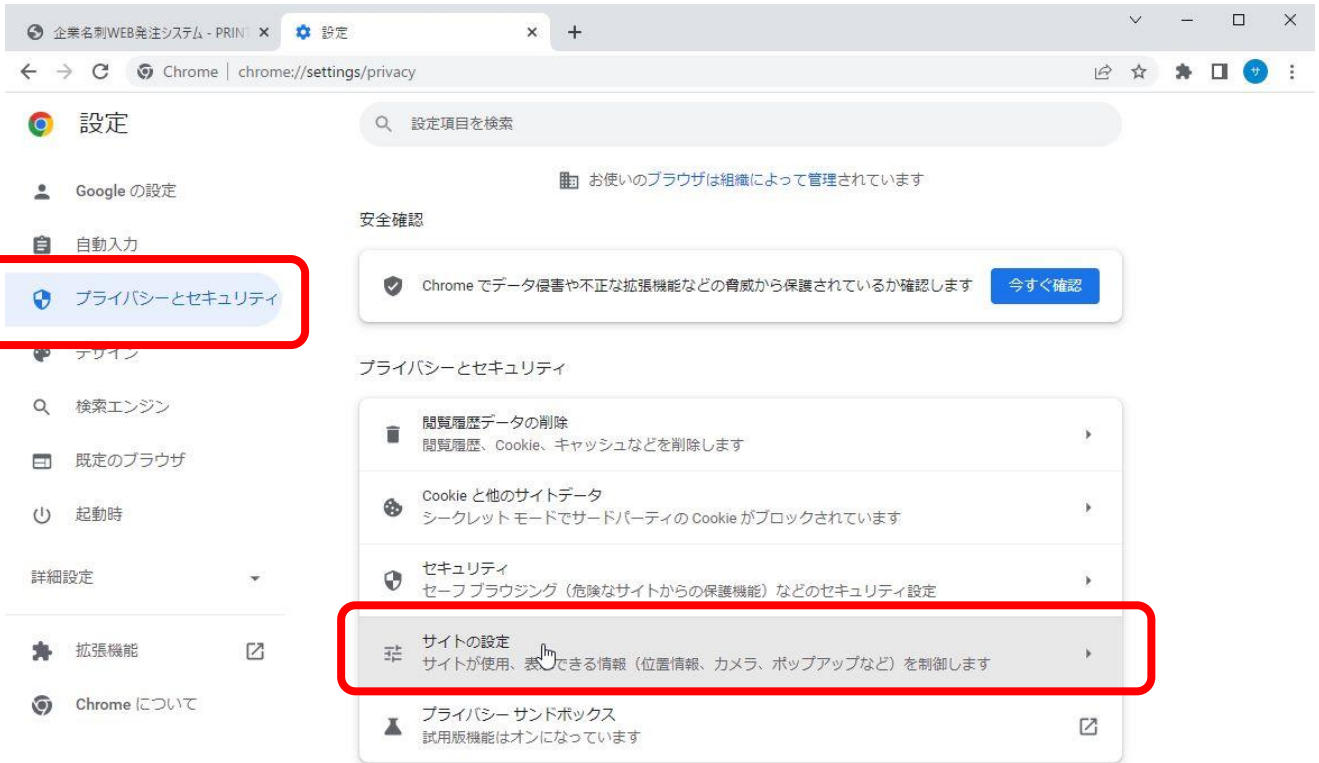 企業名刺WEB発注システム - PRIN
設定
Chrome | chrome://settings/privacy
サ
設定
設定項目を検索
お使いのブラウザは組織によって管理されています
Google の設定
自動入力
プライバシーとセキュリティ
デザイン
検索エンジン
既定のブラウザ
起動時
詳細設定
拡張機能
Chrome について
安全確認
Chrome でデータ侵害や不正な拡張機能などの脅威から保護されているか確認します
今すぐ確認
プライバシーとセキュリティ
閲覧履歴データの削除
閲覧履歴、Cookie、キャッシュなどを削除します
Cookie と他のサイトデータ
シークレット モードでサードパーティの Cookie がブロックされています
セキュリティ
セーフ ブラウジング（危険なサイトからの保護機能）などのセキュリティ設定
サイトの設定
サイトが使用、表できる情報（位置情報、カメラ、ポップアップなど）を制御します
プライバシー サンドボックス
試用版機能はオンになっています